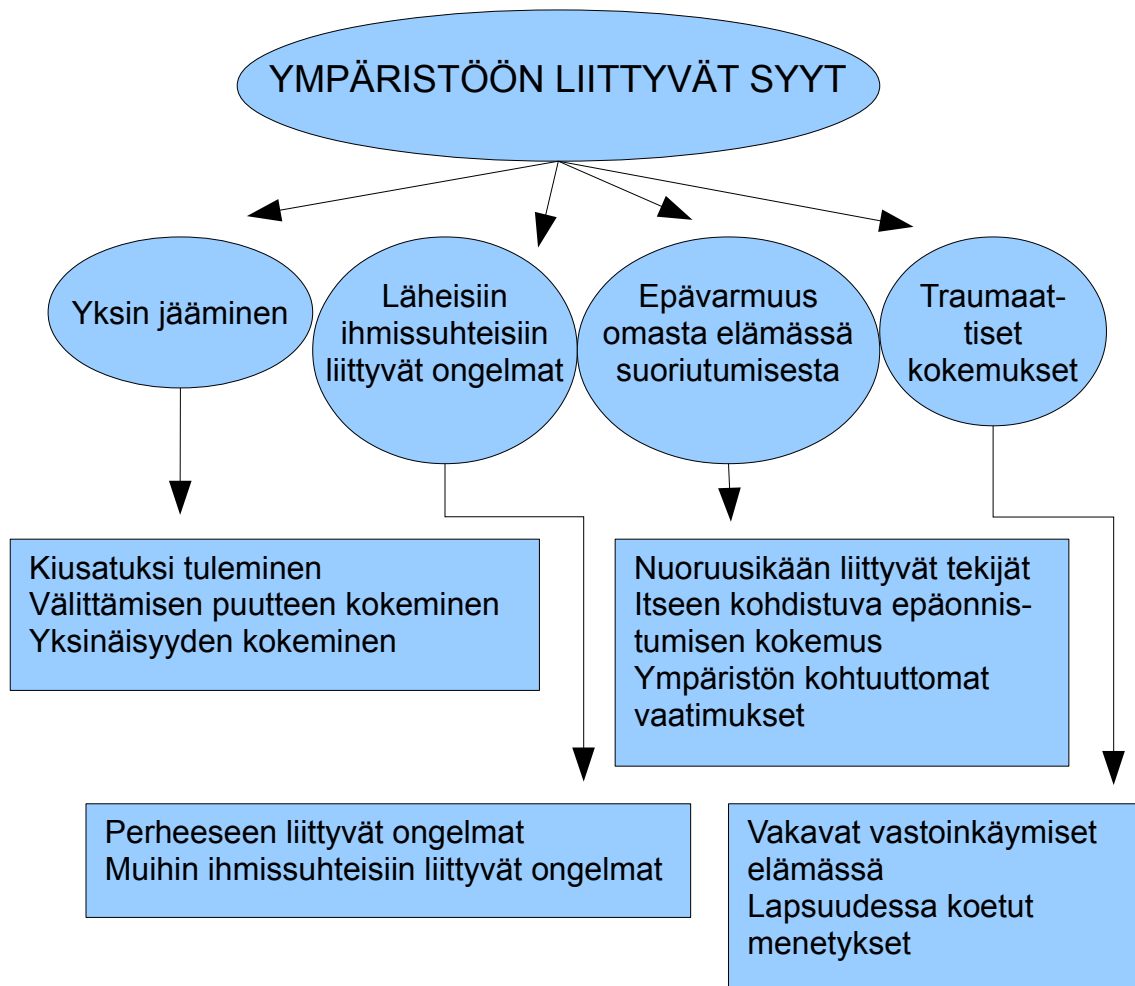 YMPÄRISTÖÖN LIITTYVÄT SYYT
Yksin jääminen
Läheisiin
ihmissuhteisiin
liittyvät ongelmat
Epävarmuus
omasta elämässä
suoriutumisesta
Traumaat-
tiset
kokemukset
Kiusatuksi tuleminen
Välittämisen puutteen kokeminen
Yksinäisyyden kokeminen
Nuoruusikään liittyvät tekijät
Itseen kohdistuva epäonnis-
tumisen kokemus
Ympäristön kohtuuttomat
vaatimukset
Perheeseen liittyvät ongelmat
Muihin ihmissuhteisiin liittyvät ongelmat
Vakavat vastoinkäymiset
elämässä
Lapsuudessa koetut
menetykset